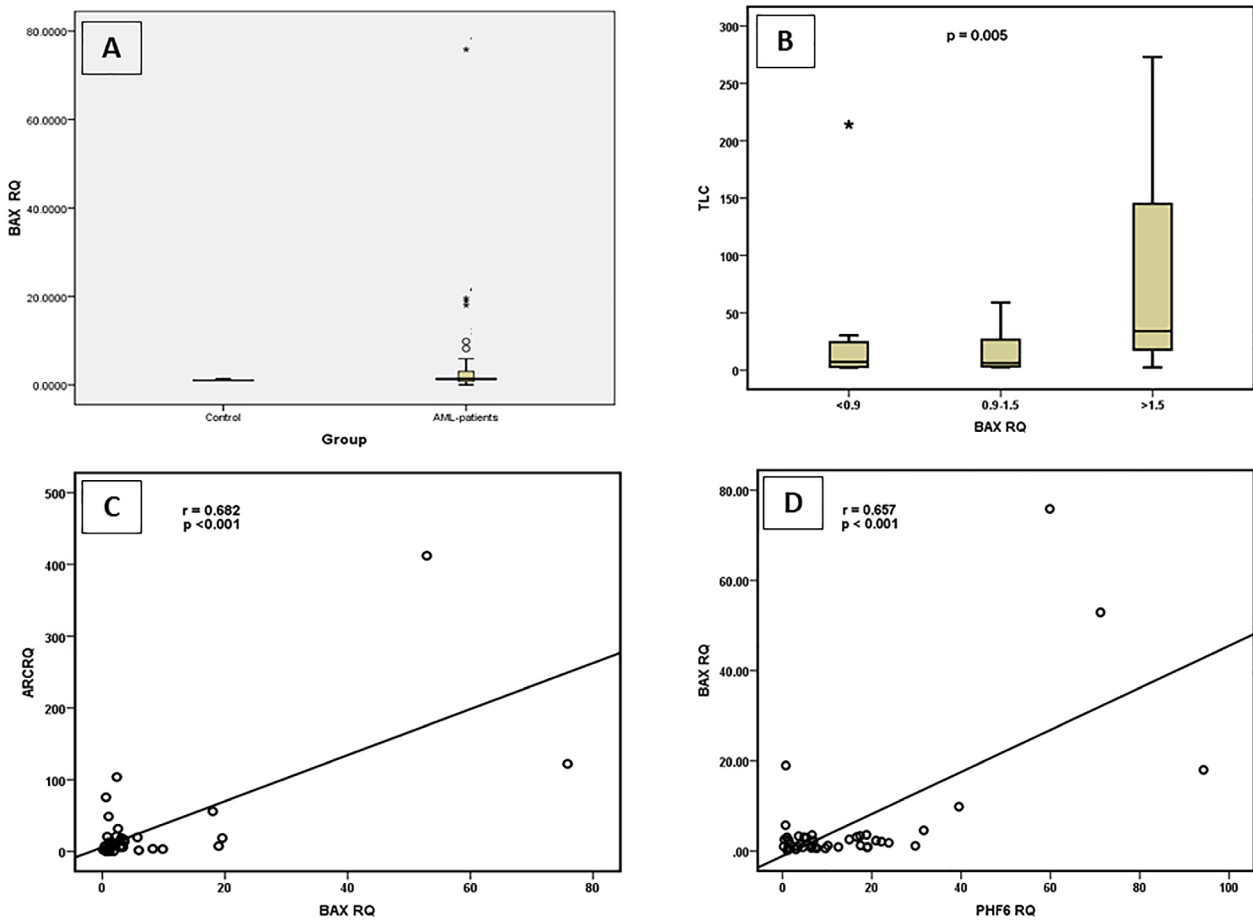 A
80.0000
60.0000
40.0000
20.0000
0.0000
BAX RQ
Control
AML-patients
Group
B
p = 0.005
300
250
200
150
100
50
0
TLC
<0.9
0.9-1.5
>1.5
BAX RQ
C
r = 0.682
p <0.001
500
400
300
200
100
0
ARCRQ
0
20
40
60
80
BAX RQ
D
r = 0.657
p < 0.001
80.00
60.00
40.00
20.00
.00
BAX RQ
0
20
40
60
80
100
PHF6 RQ